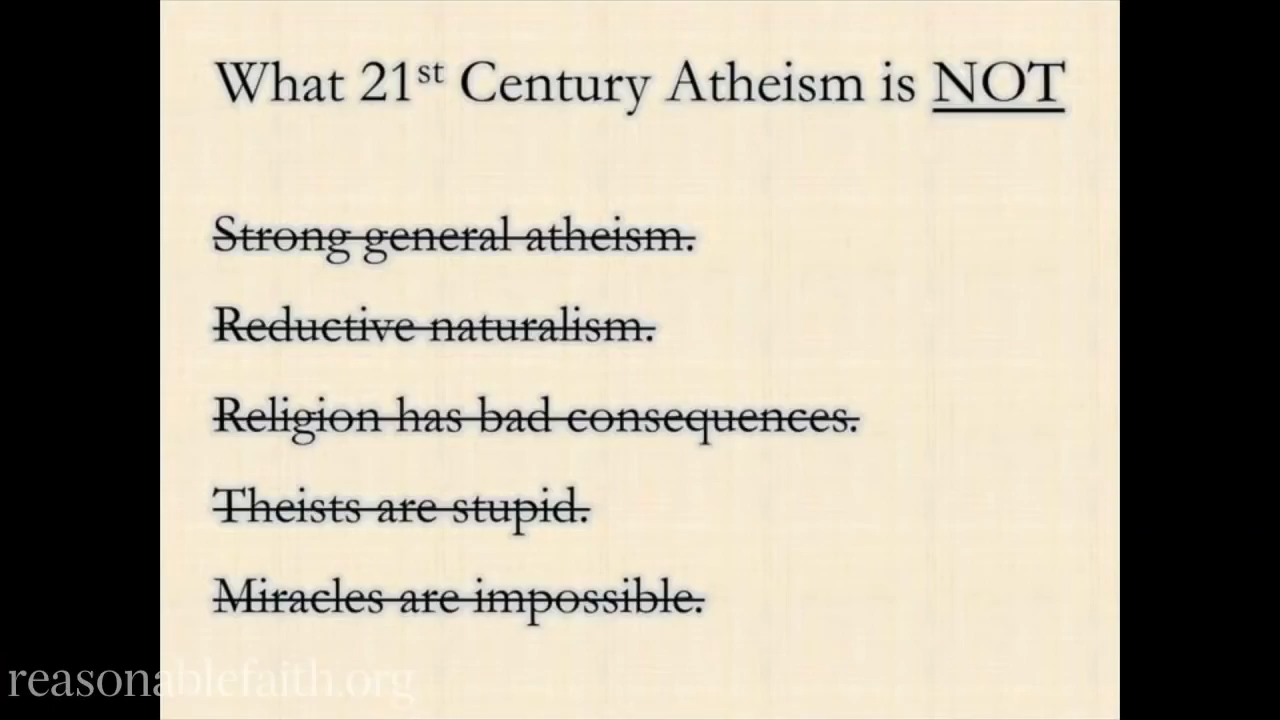 What 21st Century Atheism is NOT
Strong general atheism.
Reductive naturalism.
Religion has bad consequences.
Theists are stupid.
Miracles are impossible.
reasonablefaith.org